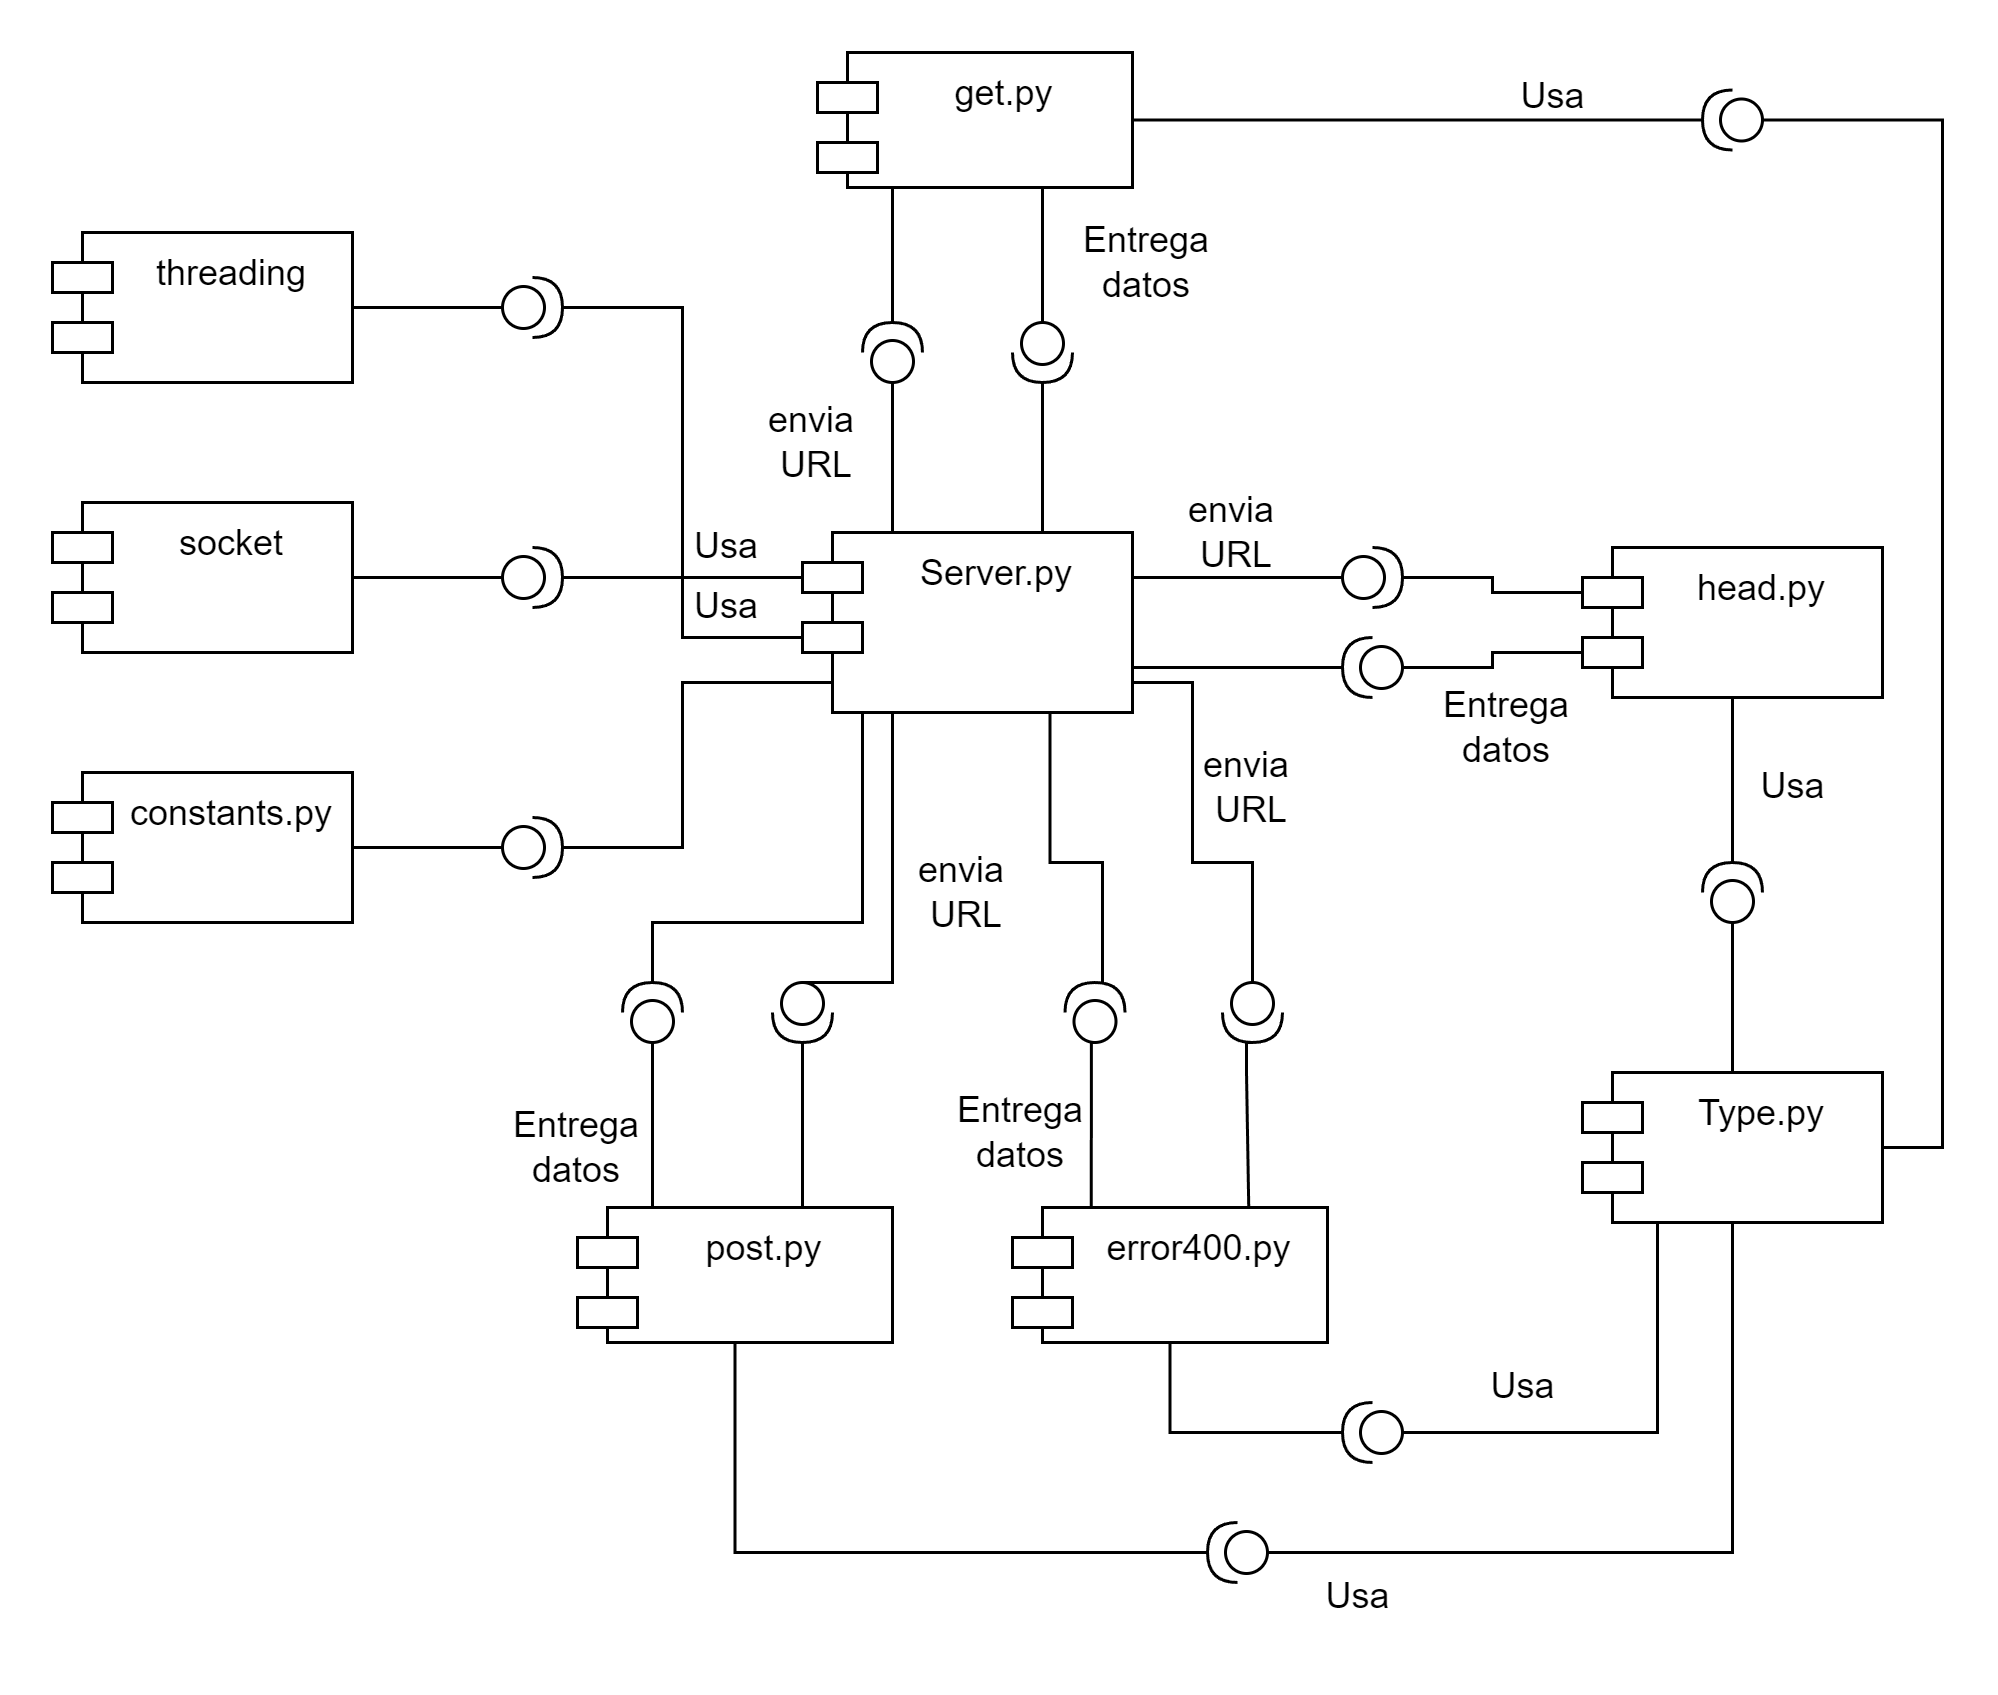 get.py
Usa
threading
Entrega
datos
envia
URL
socket
Usa
Server.py
Usa
envia
URL
head.py
Entrega
datos
Usa
constants.py
envia
URL
envia
URL
Entrega
datos
Entrega
datos
Type.py
post.py
error400.py
Usa
Usa